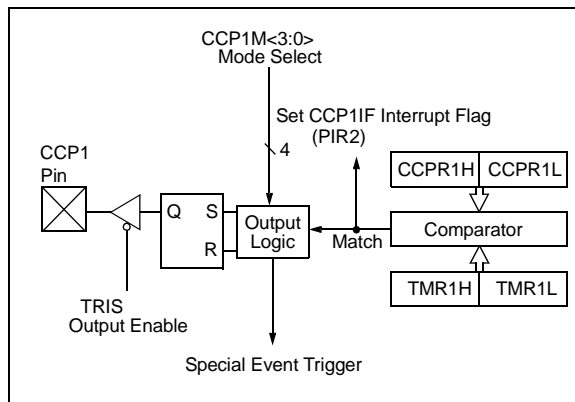 CCP1M<3:0>
Mode Select
Set CCP1IF Interrupt Flag
(PIR2)
4
CCP1
Pin
CCPR1H CCPR1L
Q S
R
Output
Logic
Match
Comparator
TRIS
Output Enable
TMR1H TMR1L
Special Event Trigger